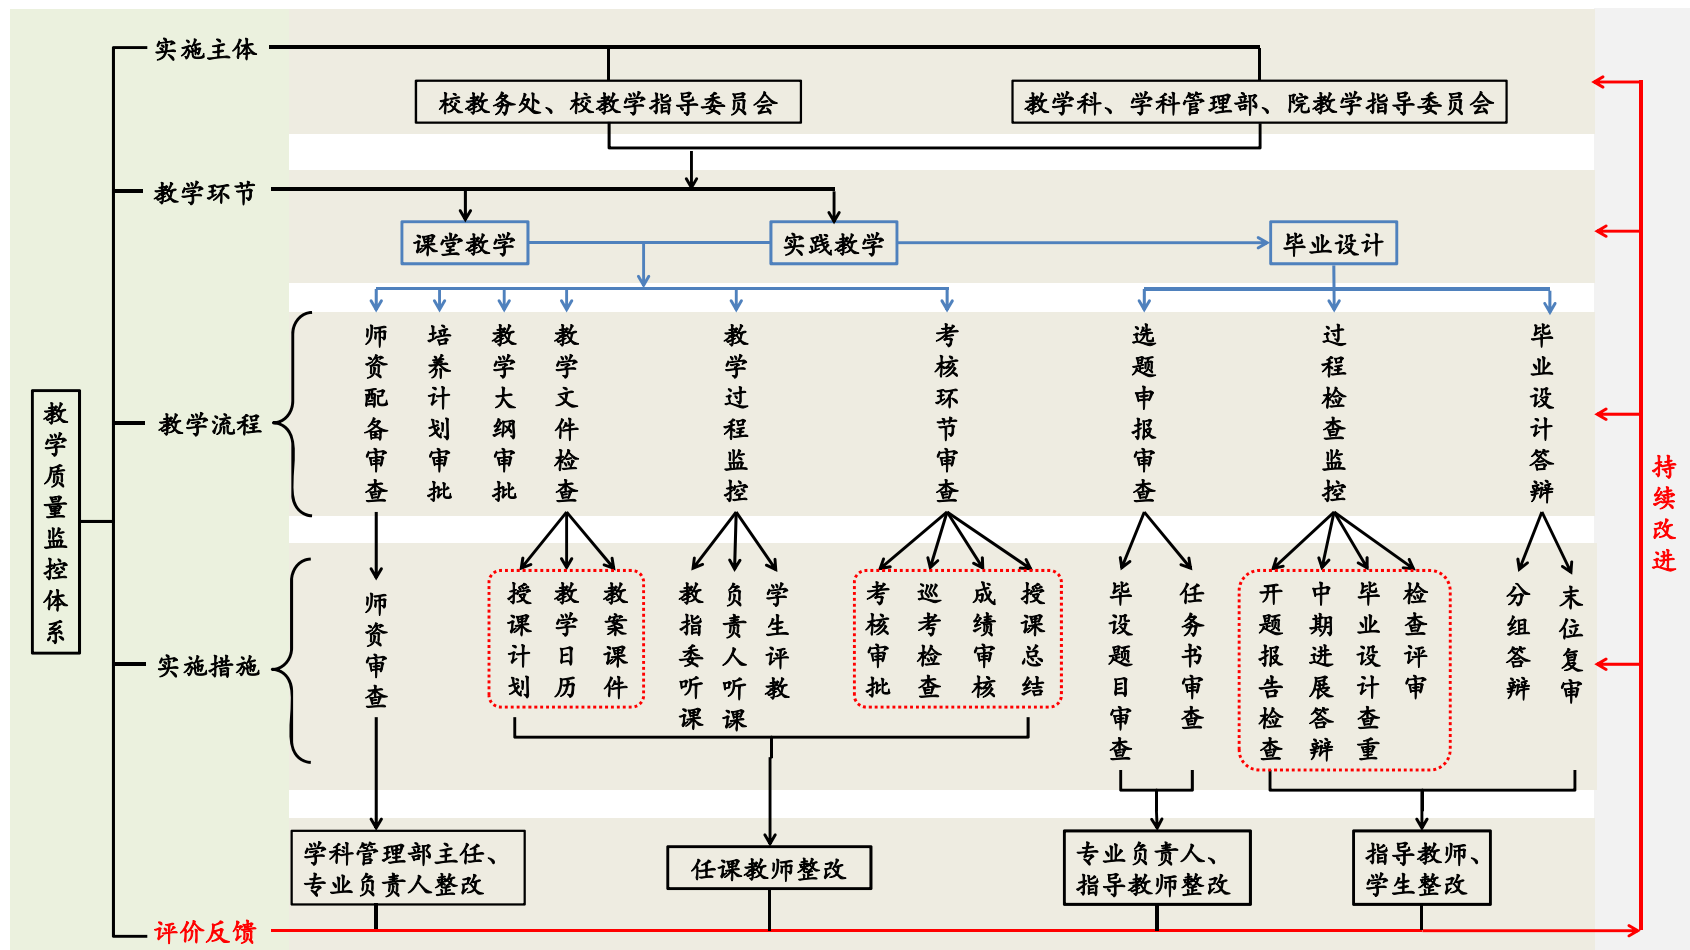 实施主体
校教务处、校教学指导委员会
教学科、学科管理部、院教学指导委员会
教学环节
课堂教学
实践教学
毕业设计
教学质量监控体系
教学流程
师资配备审查
培养计划审批
教学大纲审批
教学文件检查
教学过程监控
考核环节审查
选题申报审查
过程检查监控
毕业设计答辩
持续改进
实施措施
师资审查
授课计划
教学日历
教案课件
教指委听课
负责人听课
学生评教
考核审批
巡考检查
成绩审核
授课总结
毕设题目审查
任务书审查
开题报告检查
中期进展答辩
毕业设计查重
检查评审
分组答辩
末位复审
学科管理部主任、
专业负责人整改
任课教师整改
专业负责人、
指导教师整改
指导教师、
学生整改
评价反馈